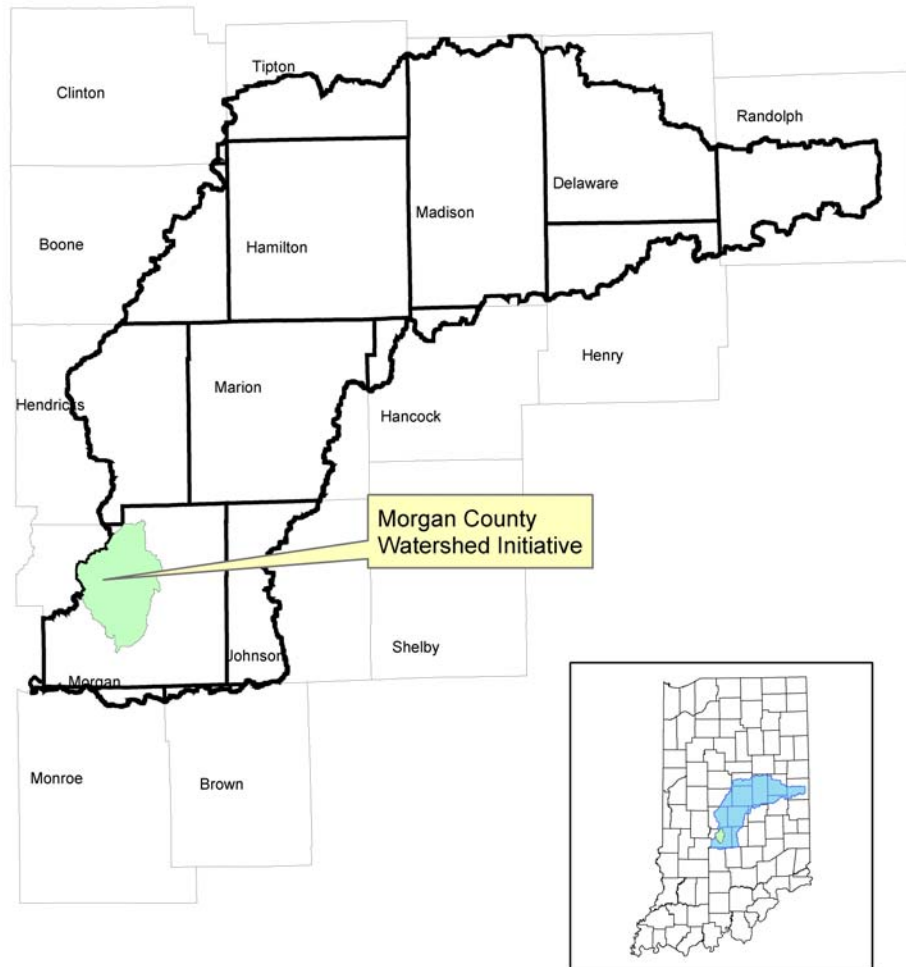 Tipton
Clinton
Randolph
Delaware
Madison
Boone
Hamilton
Henry
Marion
Hendricks
Hancock
Morgan County
Watershed Initiative
Shelby
Johnson
Morgan
Monroe
Brown